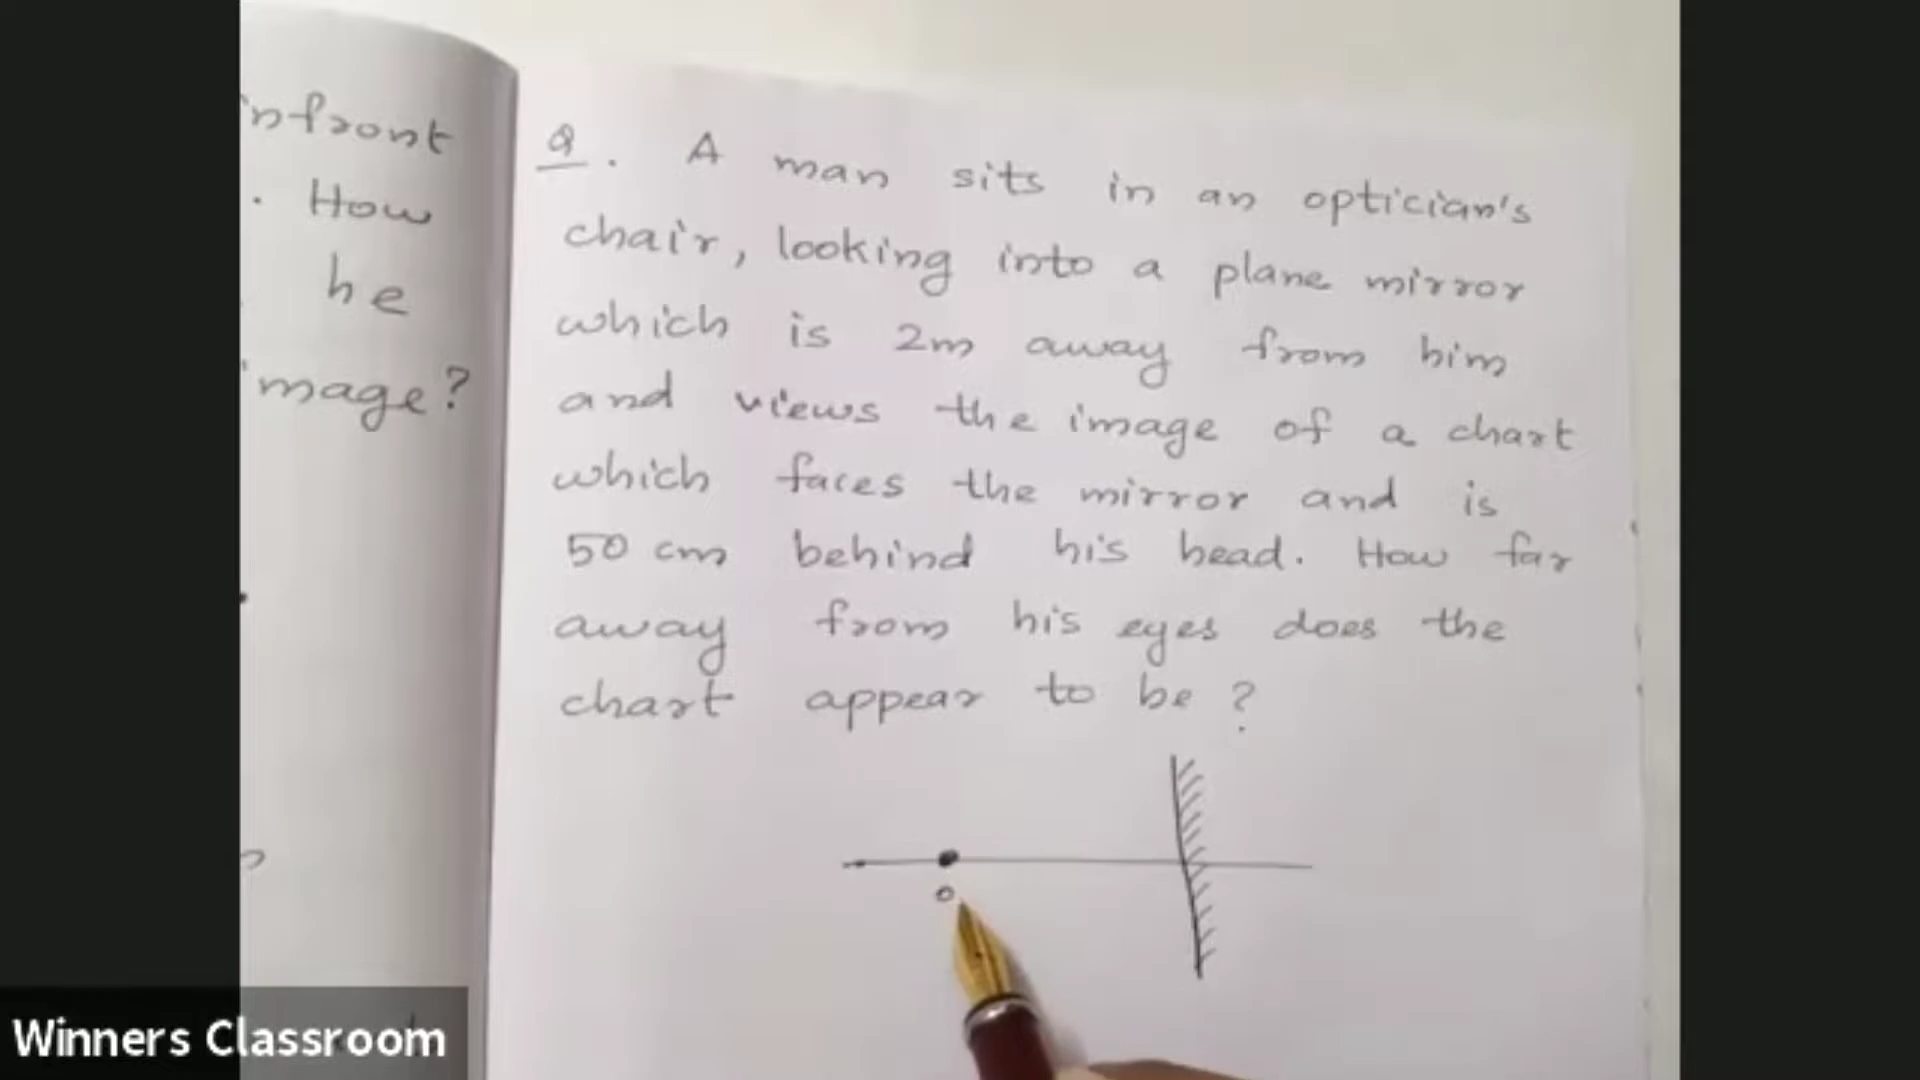 nfront
. How
he
mage?
Q. A man sits in an optician's
chair, looking into a plane mirror
which is 2m away from him
and views the image of a chart
which faces the mirror and is
50 cm behind his head. How far
away from his eyes does the
chart appear to be?
o
Winners Classroom